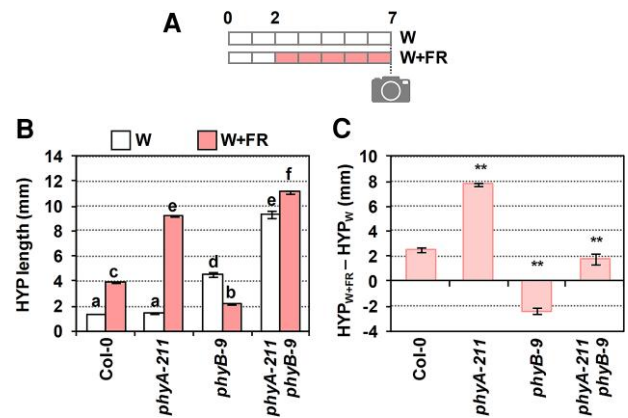 A
0 2 7
W
W+FR
B
W W+FR
HYP length (mm)
14
12
10
8
6
4
2
0
a c a e d b e f
Col-0
phyA-211
phyB-9
phyA-211
phyB-9
C
HYPW+FR – HYPW (mm)
10
8
6
4
2
0
-2
-4
** ** **
Col-0
phyA-211
phyB-9
phyA-211
phyB-9